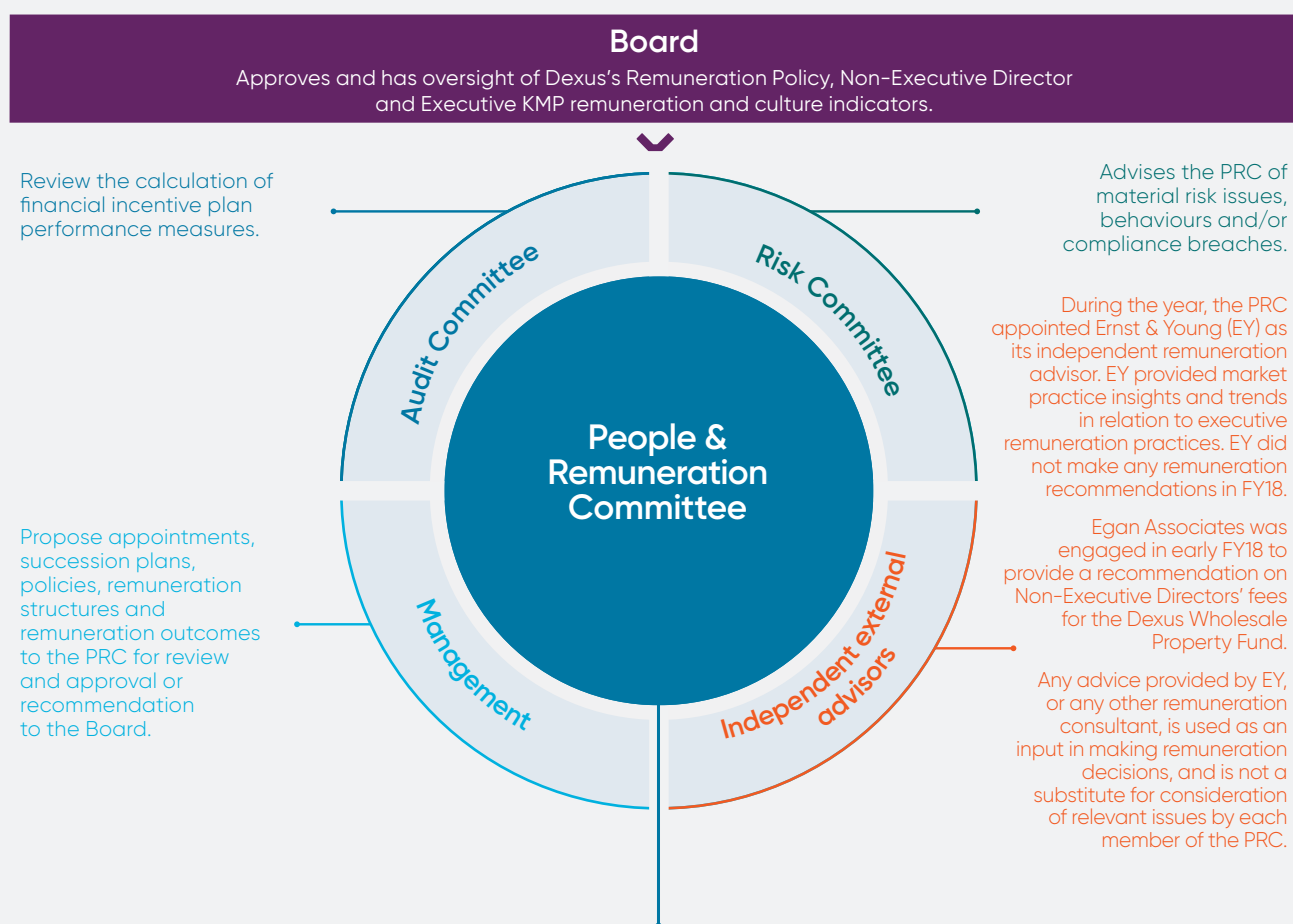 Board
Approves and has oversight of Dexus's Remuneration Policy, Non-Executive Director
and Executive KMP remuneration and culture indicators.
Review the calculation of
financial incentive plan
performance measures.
Advises the PRC of
material risk issues,
behaviours and/or
compliance breaches.
Audit Committee
Risk Committee
People &
Remuneration
Committee
During the year, the PRC
appointed Ernst & Young (EY) as
its independent remuneration
advisor. EY provided market
practice insights and trends
in relation to executive
remuneration practices. EY did
not make any remuneration
recommendations in FY18.
Propose appointments,
succession plans,
policies, remuneration
structures and
remuneration outcomes
to the PRC for review
and approval or
recommendation
to the Board.
Management
Independent external
advisors
Egan Associates was
engaged in early FY18 to
provide a recommendation on
Non-Executive Directors' fees
for the Dexus Wholesale
Property Fund.
Any advice provided by EY,
or any other remuneration
consultant, is used as an
input in making remuneration
decisions, and is not a
substitute for consideration
of relevant issues by each
member of the PRC.